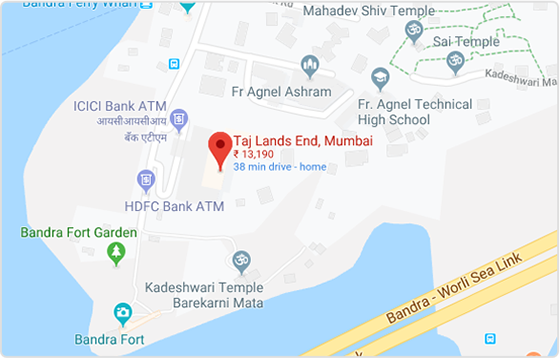 Bandra Ferry Wharf
Mahadev Shiv Temple
Sai Temple
Kadeshwari Ma
Fr Agnel Ashram
Fr. Agnel Technical
High School
ICICI Bank ATM
आयसीआयसीआय
बँक एटीएम
Taj Lands End, Mumbai
₹ 13,190
38 min drive - home
HDFC Bank ATM
Bandra Fort Garden
Kadeshwari Temple
Barekarni Mata
Bandra - Worli Sea Link
Bandra Fort